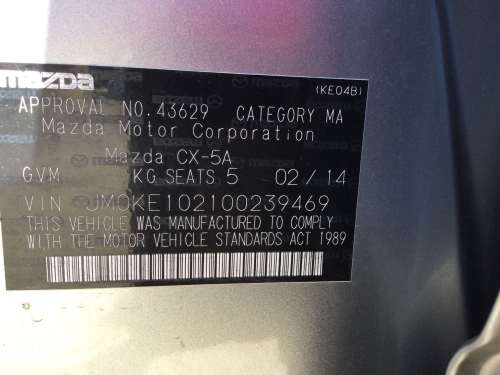 mazda
(KE04B)
APPROVAL NO.43629 CATEGORY MA
Mazda Motor Corporation
Mazda CX-5A
GVM KG SEATS 5 02/14
VIN JM0KE102100239469
THIS VEHICLE WAS MANUFACTURED TO COMPLY
WITH THE MOTOR VEHICLE STANDARDS ACT 1989